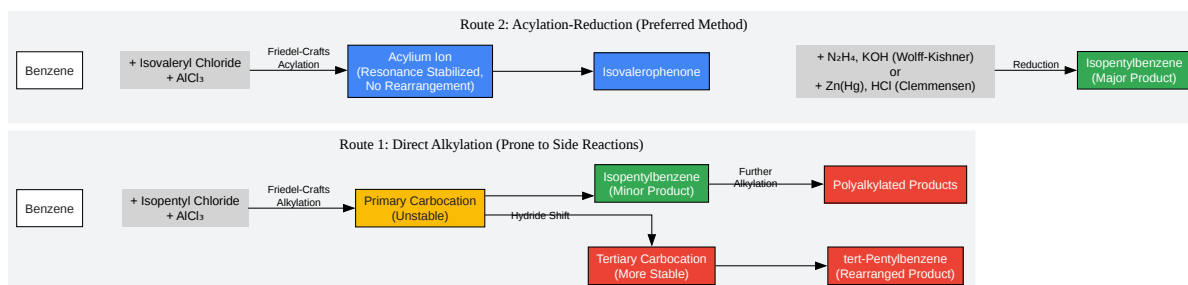 Route 2: Acylation-Reduction (Preferred Method)
Benzene
+ Isovaleryl Chloride
+ AlCl₃
Friedel-Crafts
Acylation
Acylium Ion
(Resonance Stabilized,
No Rearrangement)
Isovalerophenone
+ N₂H₄, KOH (Wolff-Kishner)
or
+ Zn(Hg), HCl (Clemmensen)
Reduction
Isopentylbenzene
(Major Product)
Route 1: Direct Alkylation (Prone to Side Reactions)
Benzene
+ Isopentyl Chloride
+ AlCl₃
Friedel-Crafts
Alkylation
Primary Carbocation
(Unstable)
Isopentylbenzene
(Minor Product)
Further
Alkylation
Polyalkylated Products
Hydride Shift
Tertiary Carbocation
(More Stable)
tert-Pentylbenzene
(Rearranged Product)